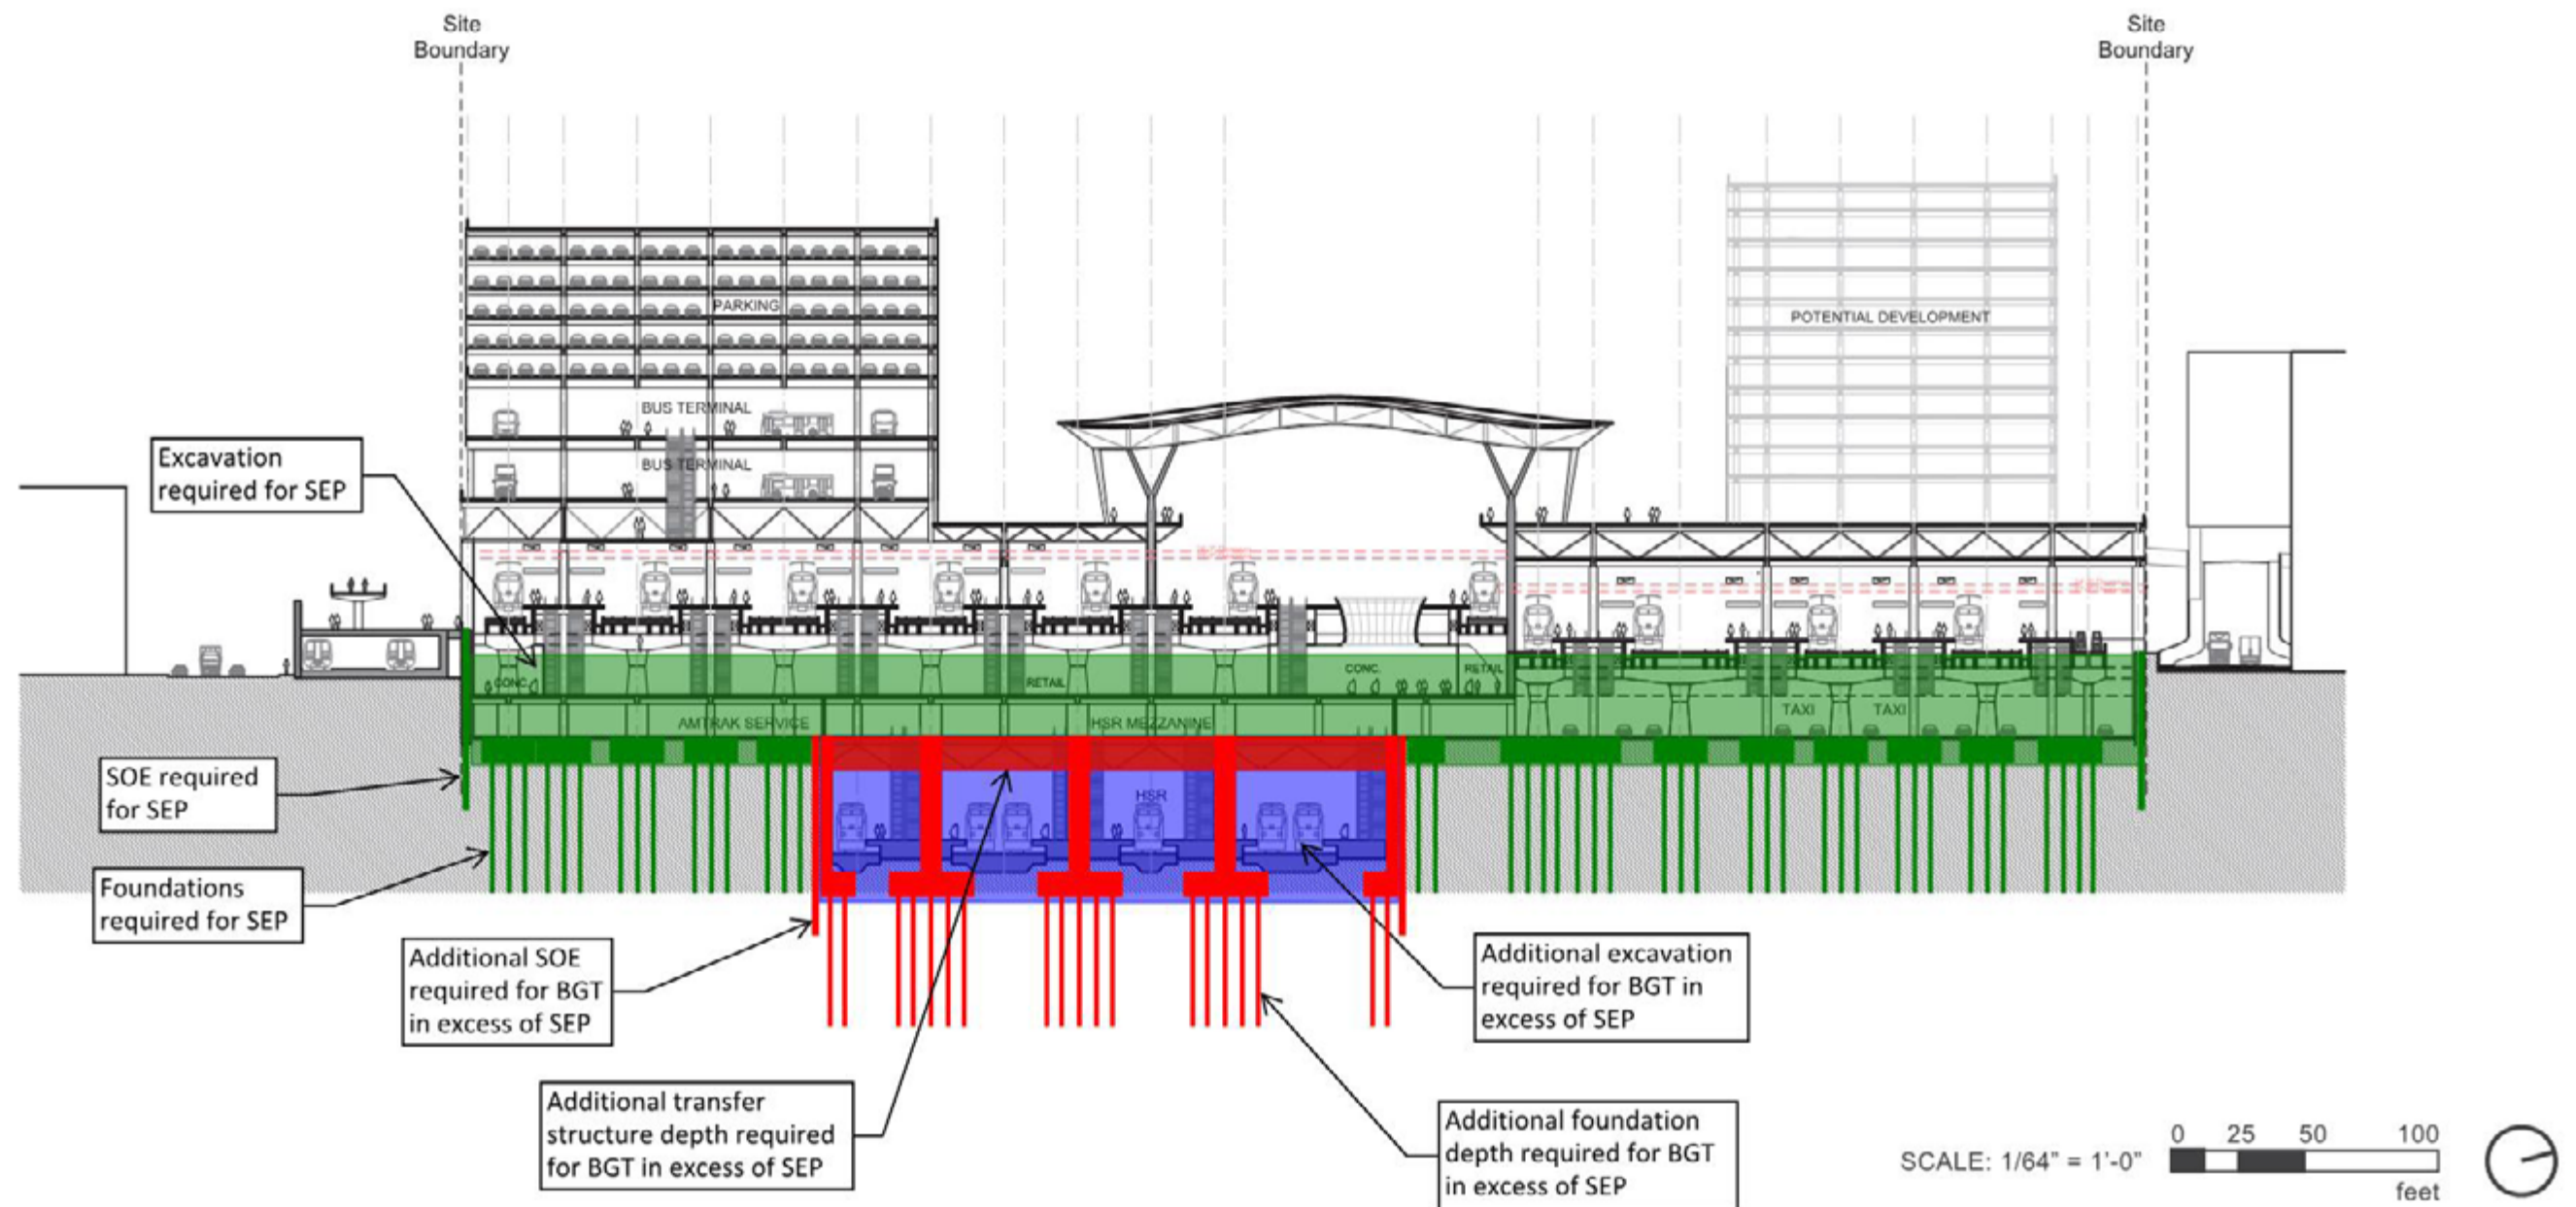 Site
Boundary
Site
Boundary
PARKING
POTENTIAL DEVELOPMENT
BUS TERMINAL
BUS TERMINAL
Excavation
required for SEP
CONC.
RETAIL
CONC.
RETAIL
AMTRAK SERVICE
HSR MEZZANINE
TAXI
TAXI
HSR
SOE required
for SEP
Foundations
required for SEP
Additional SOE
required for BGT
in excess of SEP
Additional excavation
required for BGT in
excess of SEP
Additional transfer
structure depth required
for BGT in excess of SEP
Additional foundation
depth required for BGT
in excess of SEP
SCALE: 1/64" = 1'-0"
0 25 50 100
feet